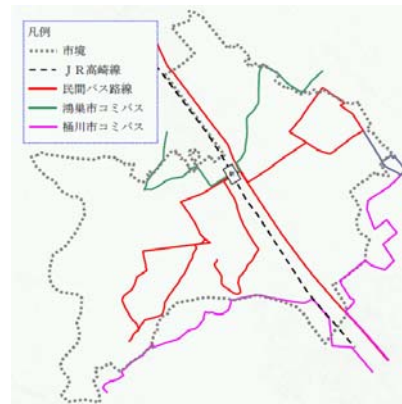 凡例
市境
ＪＲ高崎線
民間バス路線
鴻巣市コミバス
桶川市コミバス